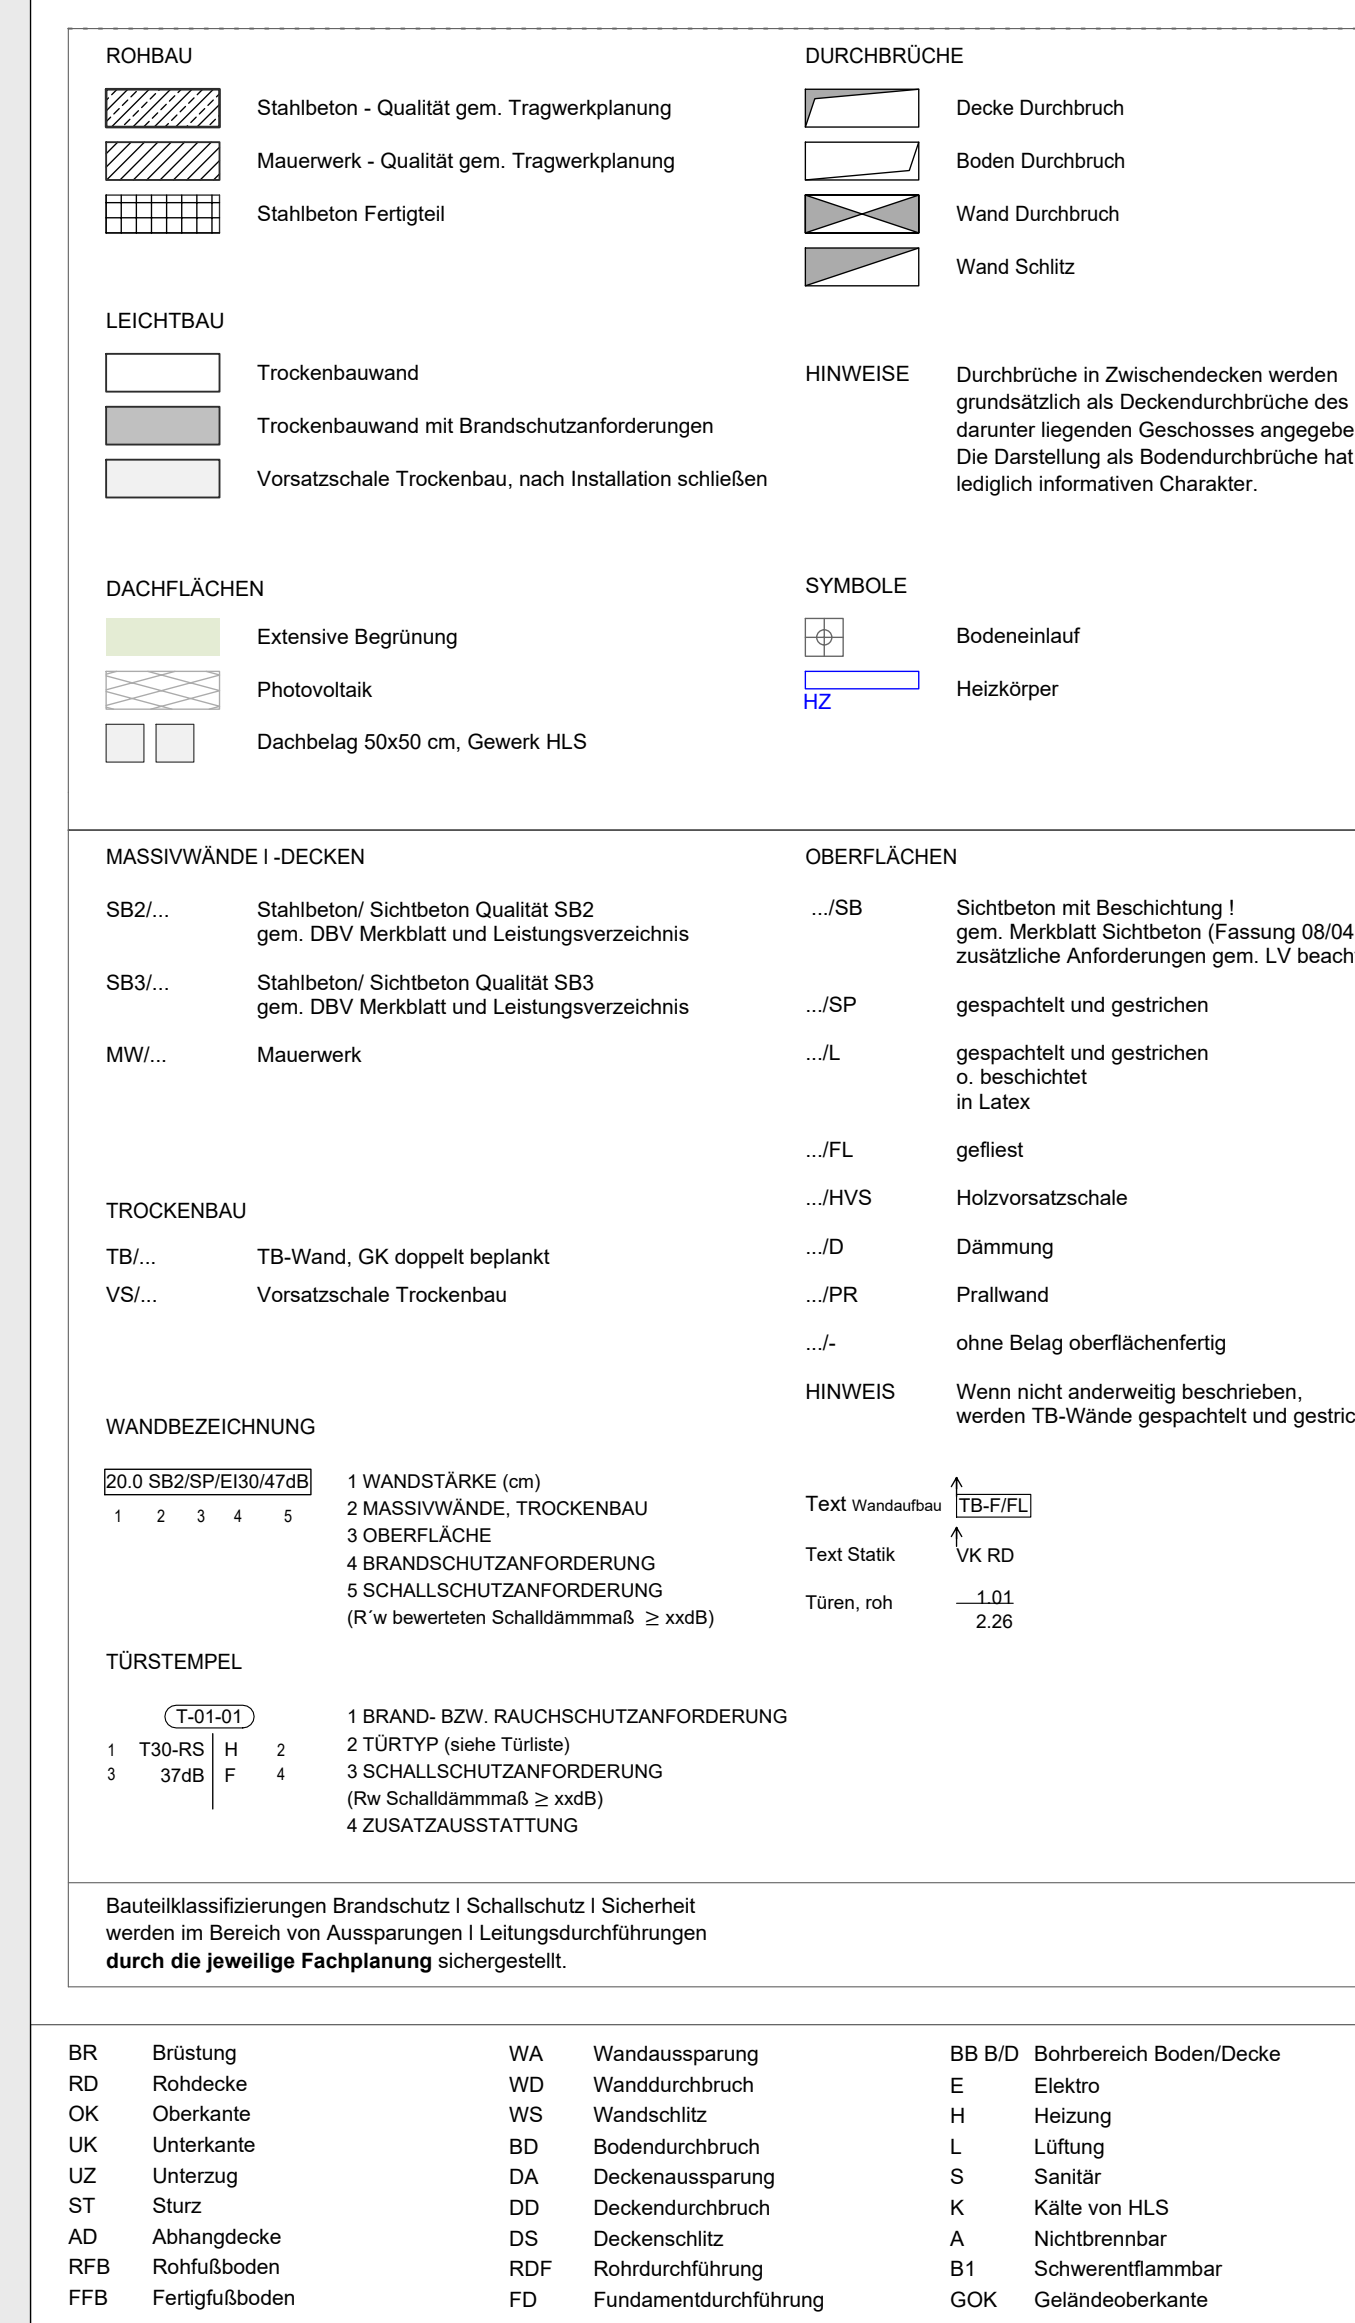 ROHBAU
Stahlbeton - Qualität gem. Tragwerkplanung
Mauerwerk - Qualität gem. Tragwerkplanung
Stahlbeton Fertigteil
DURCHBRÜCHE
Decke Durchbruch
Boden Durchbruch
Wand Durchbruch
Wand Schlitz
LEICHTBAU
Trockenbauwand
Trockenbauwand mit Brandschutzanforderungen
Vorsatzschale Trockenbau, nach Installation schließen
HINWEISE Durchbrüche in Zwischendecken werden
grundsätzlich als Deckendurchbrüche des
darunter liegenden Geschosses angegebe
Die Darstellung als Bodendurchbrüche hat
lediglich informativen Charakter.
DACHFLÄCHEN
Extensive Begrünung
Photovoltaik
Dachbelag 50x50 cm, Gewerk HLS
SYMBOLE
Bodeneinlauf
HZ Heizkörper
MASSIVWÄNDE I -DECKEN
SB2/... Stahlbeton/ Sichtbeton Qualität SB2
gem. DBV Merkblatt und Leistungsverzeichnis
SB3/... Stahlbeton/ Sichtbeton Qualität SB3
gem. DBV Merkblatt und Leistungsverzeichnis
MW/... Mauerwerk
TROCKENBAU
TB/... TB-Wand, GK doppelt beplankt
VS/... Vorsatzschale Trockenbau
OBERFLÄCHEN
.../SB Sichtbeton mit Beschichtung !
gem. Merkblatt Sichtbeton (Fassung 08/04
zusätzliche Anforderungen gem. LV beach
.../SP gespachtelt und gestrichen
.../L gespachtelt und gestrichen
o. beschichtet
in Latex
.../FL gefliest
.../HVS Holzvorsatzschale
.../D Dämmung
.../PR Prallwand
.../- ohne Belag oberflächenfertig
HINWEIS Wenn nicht anderweitig beschrieben,
werden TB-Wände gespachtelt und gestric
WANDBEZEICHNUNG
20.0 SB2/SP/EI30/47dB
1 2 3 4 5
1 WANDSTÄRKE (cm)
2 MASSIVWÄNDE, TROCKENBAU
3 OBERFLÄCHE
4 BRANDSCHUTZANFORDERUNG
5 SCHALLSCHUTZANFORDERUNG
(R´w bewerteten Schalldämmmaß ≥ xxdB)
Text Wandaufbau TB-F/FL
Text Statik VK RD
Türen, roh 1.01
2.26
TÜRSTEMPEL
T-01-01
1 T30-RS H 2
3 37dB F 4
1 BRAND- BZW. RAUCHSCHUTZANFORDERUNG
2 TÜRTYP (siehe Türliste)
3 SCHALLSCHUTZANFORDERUNG
(Rw Schalldämmmaß ≥ xxdB)
4 ZUSATZAUSSTATTUNG
Bauteilklassifizierungen Brandschutz l Schallschutz l Sicherheit
werden im Bereich von Aussparungen l Leitungsdurchführungen
durch die jeweilige Fachplanung sichergestellt.
BR Brüstung
RD Rohdecke
OK Oberkante
UK Unterkante
UZ Unterzug
ST Sturz
AD Abhangdecke
RFB Rohfußboden
FFB Fertigfußboden
WA Wandaussparung
WD Wanddurchbruch
WS Wandschlitz
BD Bodendurchbruch
DA Deckenaussparung
DD Deckendurchbruch
DS Deckenschlitz
RDF Rohrdurchführung
FD Fundamentdurchführung
BB B/D Bohrbereich Boden/Decke
E Elektro
H Heizung
L Lüftung
S Sanitär
K Kälte von HLS
A Nichtbrennbar
B1 Schwerentflammbar
GOK Geländeoberkante